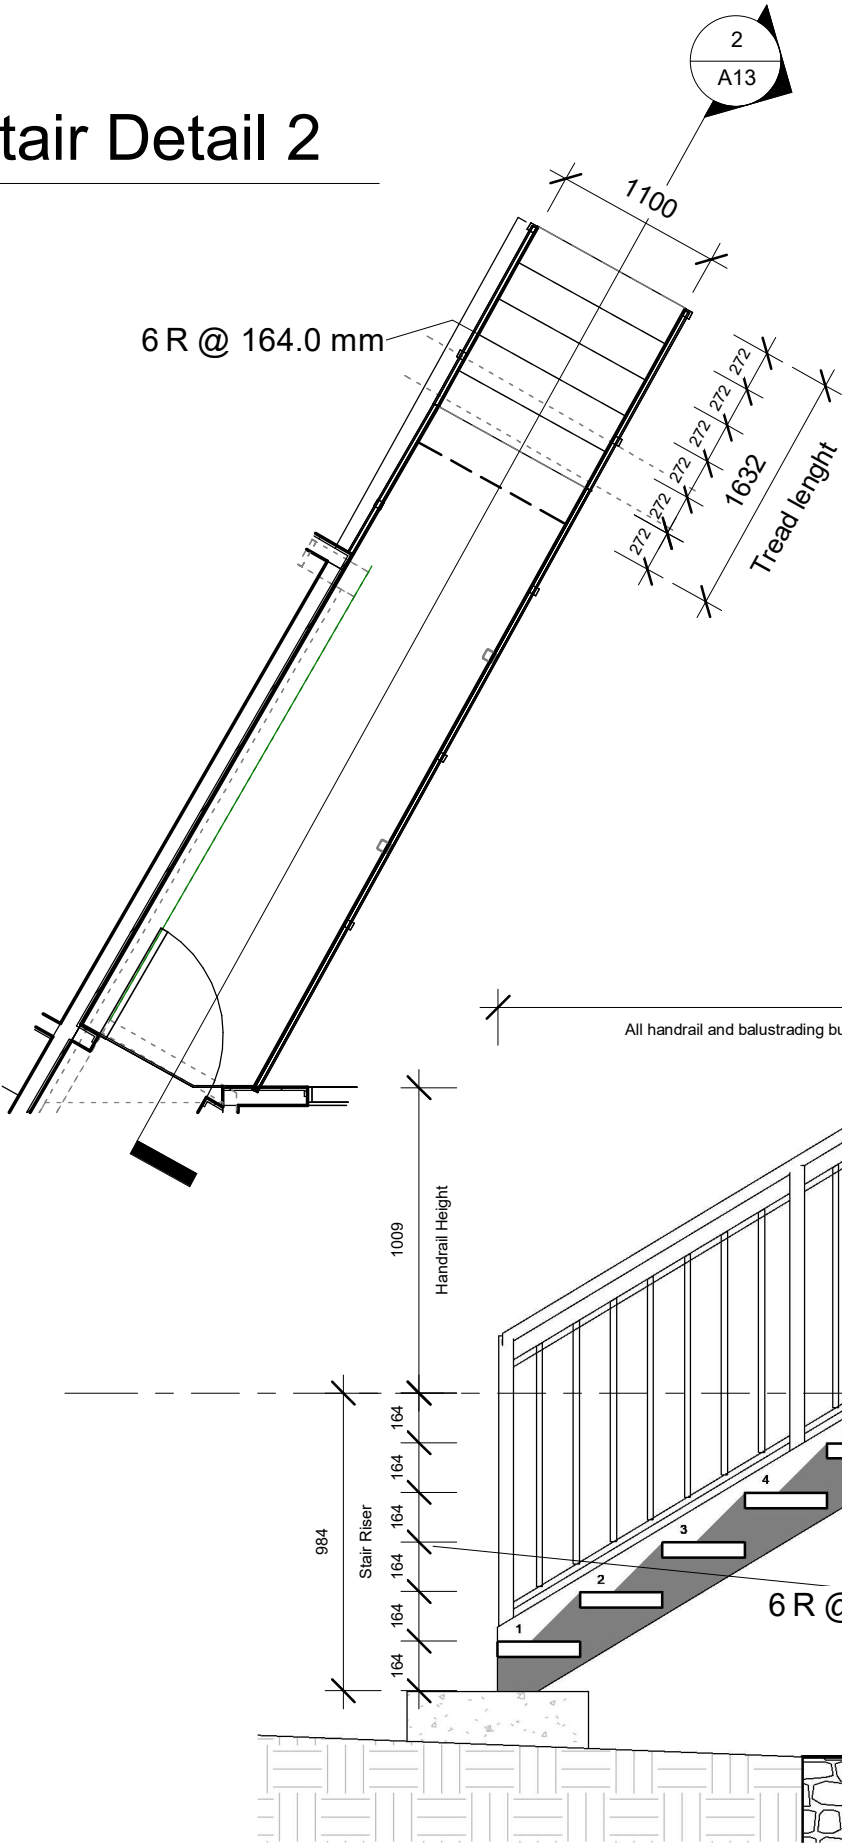 2
A13
tair Detail 2
1100
6 R @ 164.0 mm
272
272
272
272
272
272
1632
Tread lenght
All handrail and balustrading bu
1009
Handrail Height
164
164
164
164
164
164
984
Stair Riser
4
3
2
1
6 R @